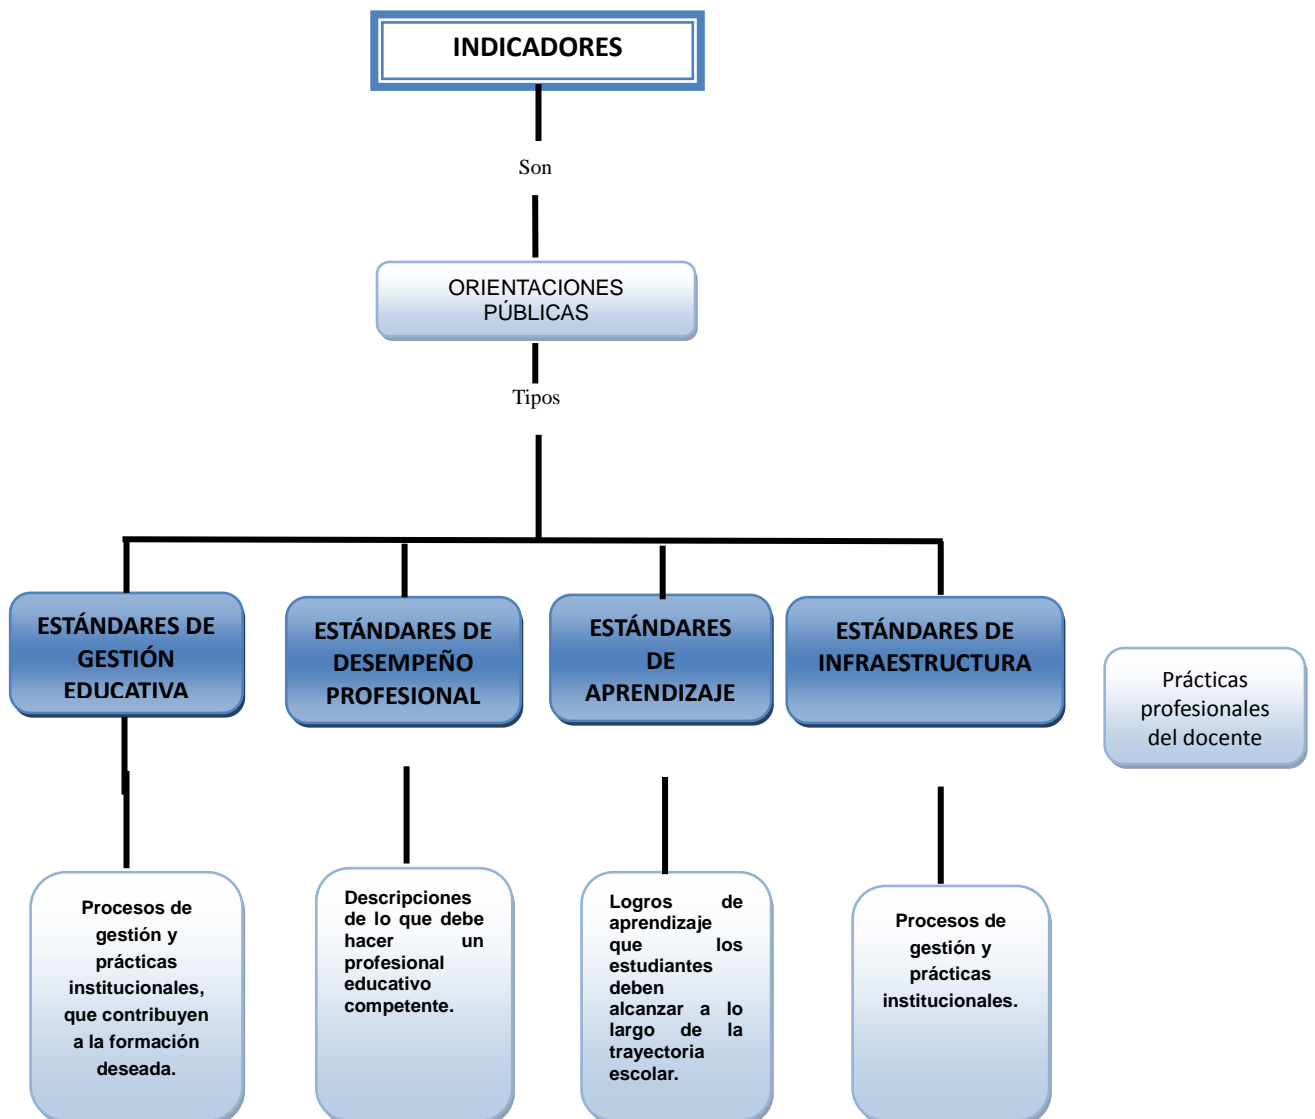 INDICADORES
Son
ORIENTACIONES
PÚBLICAS
Tipos
ESTÁNDARES DE
GESTIÓN
EDUCATIVA
ESTÁNDARES DE
DESEMPEÑO
PROFESIONAL
ESTÁNDARES
DE
APRENDIZAJE
ESTÁNDARES DE
INFRAESTRUCTURA
Prácticas
profesionales
del docente
Procesos de
gestión y
prácticas
institucionales,
que contribuyen
a la formación
deseada.
Descripciones
de lo que debe
hacer un
profesional
educativo
competente.
Logros de
aprendizaje
que los
estudiantes
deben
alcanzar a lo
largo de la
trayectoria
escolar.
Procesos de
gestión y
prácticas
institucionales.